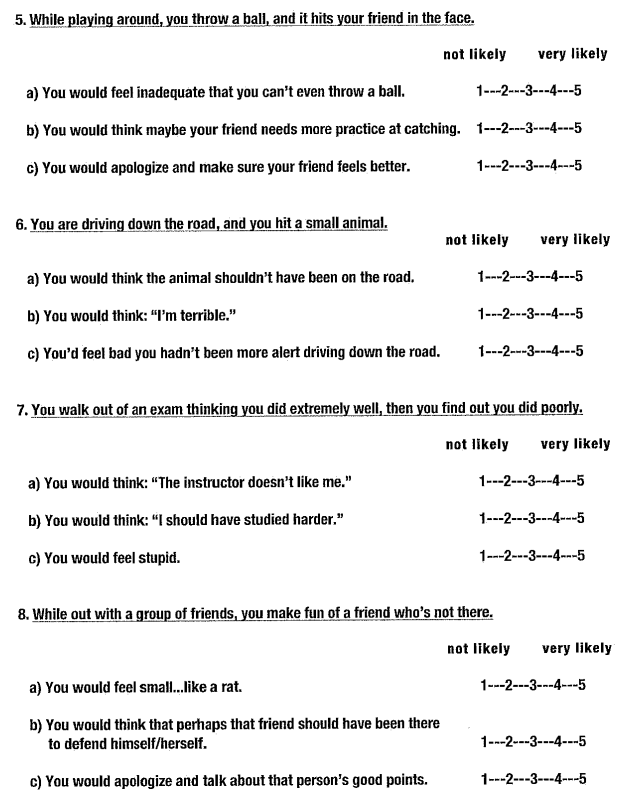 5. While playing around, you throw a ball, and it hits your friend in the face.
not likely very likely
a) You would feel inadequate that you can't even throw a ball. 1---2---3---4---5
b) You would think maybe your friend needs more practice at catching. 1---2---3---4---5
c) You would apologize and make sure your friend feels better. 1---2---3---4---5
6. You are driving down the road, and you hit a small animal.
not likely very likely
a) You would think the animal shouldn't have been on the road. 1---2---3---4---5
b) You would think: “I'm terrible.” 1---2---3---4---5
c) You'd feel bad you hadn't been more alert driving down the road. 1---2---3---4---5
7. You walk out of an exam thinking you did extremely well, then you find out you did poorly.
not likely very likely
a) You would think: “The instructor doesn't like me.” 1---2---3---4---5
b) You would think: “I should have studied harder.” 1---2---3---4---5
c) You would feel stupid. 1---2---3---4---5
8. While out with a group of friends, you make fun of a friend who's not there.
not likely very likely
a) You would feel small...like a rat. 1---2---3---4---5
b) You would think that perhaps that friend should have been there
to defend himself/herself. 1---2---3---4---5
c) You would apologize and talk about that person's good points. 1---2---3---4---5